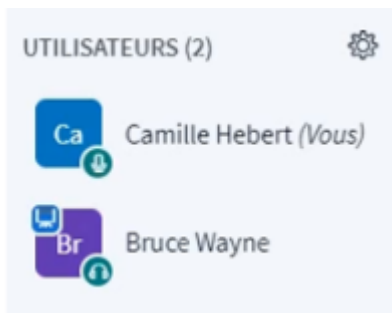 UTILISATEURS (2)
Ca
Camille Hebert (Vous)
Br
Bruce Wayne